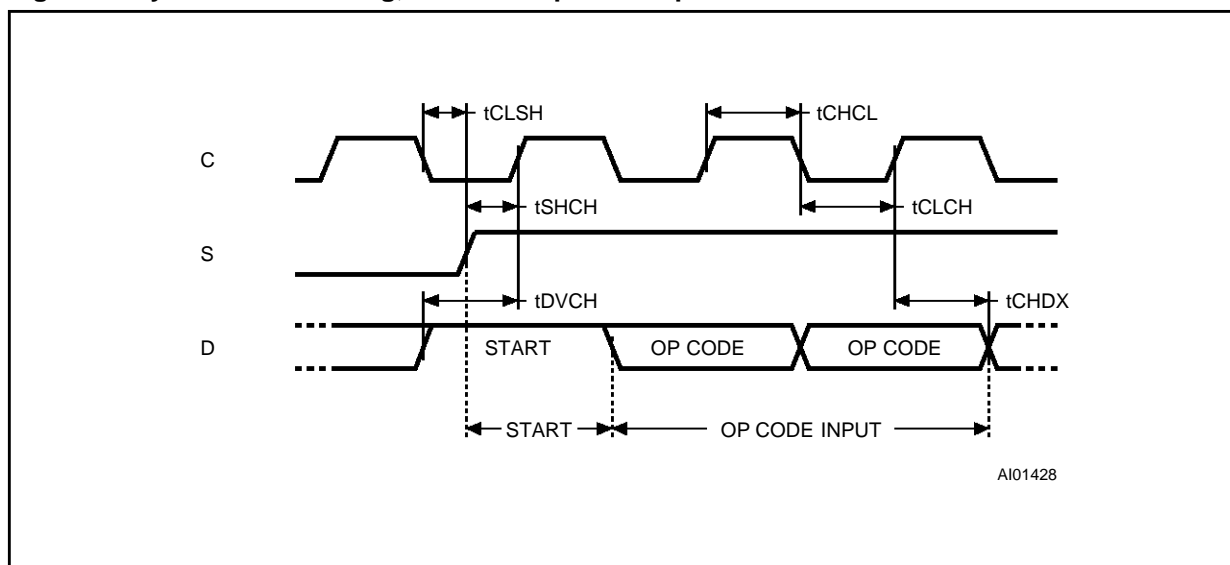 tCLSH
tCHCL
C
tSHCH
tCLCH
S
tDVCH
tCHDX
D
START
OP CODE
OP CODE
START
OP CODE INPUT
AI01428